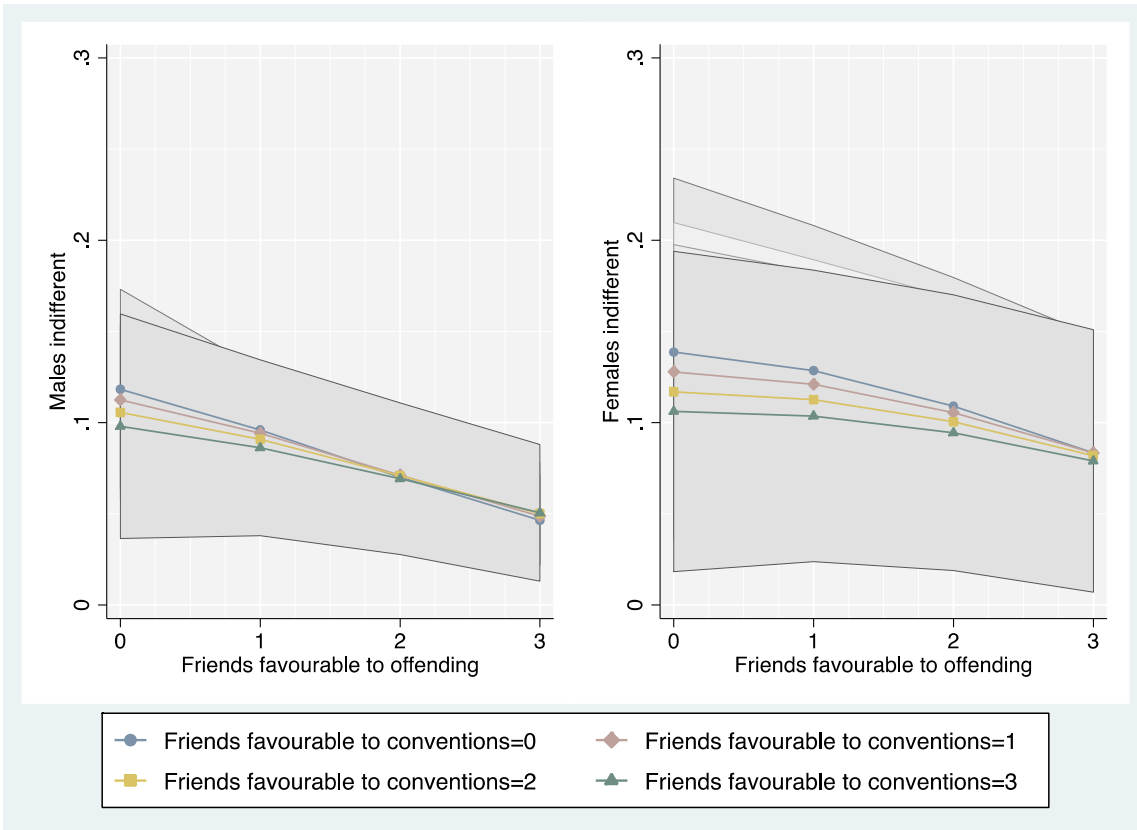 Males indifferent
.3
.2
.1
0
0 1 2 3
Friends favourable to offending
Females indifferent
.3
.2
.1
0
0 1 2 3
Friends favourable to offending
Friends favourable to conventions=0
Friends favourable to conventions=1
Friends favourable to conventions=2
Friends favourable to conventions=3